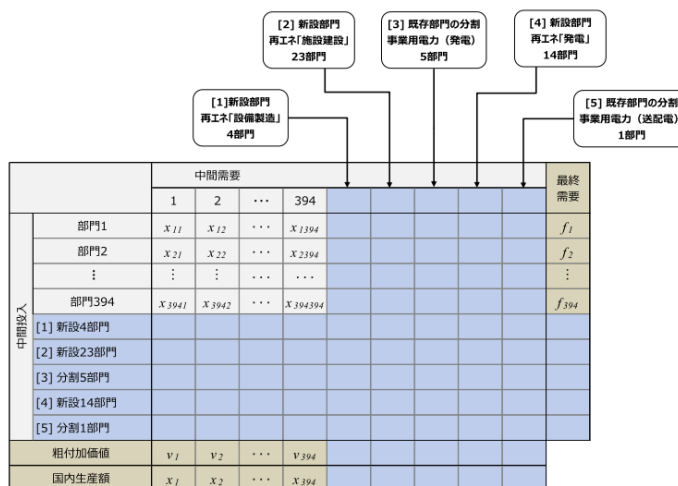 [2] 新設部門
再エネ｢施設建設｣
23部門
[3] 既存部門の分割
事業用電力（発電）
5部門
[4] 新設部門
再エネ｢発電｣
14部門
[1]新設部門
再エネ｢設備製造｣
4部門
[5] 既存部門の分割
事業用電力（送配電）
1部門
中間需要
最終
需要
1 2 ⋯ 394
中間投入
部門1 x11 x12 ⋯ x1394 f1
部門2 x21 x22 ⋯ x2394 f2
⋮ ⋮ ⋮ ⋯ ⋯ ⋮
部門394 x3941 x3942 ⋯ x394394 f394
[1] 新設4部門
[2] 新設23部門
[3] 分割5部門
[4] 新設14部門
[5] 分割1部門
粗付加価値 v1 v2 ⋯ v394
国内生産額 x1 x2 ⋯ x394